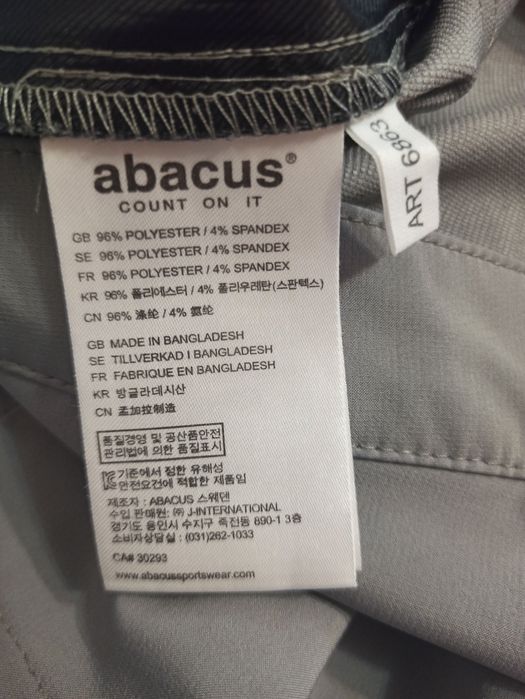 abacus®
COUNT ON IT
GB 96% POLYESTER / 4% SPANDEX
SE 96% POLYESTER / 4% SPANDEX
FR 96% POLYESTER / 4% SPANDEX
KR 96% 폴리에스터 / 4% 폴리우레탄(스판텍스)
CN 96% 涤纶 / 4% 氨纶
GB MADE IN BANGLADESH
SE TILLVERKAD I BANGLADESH
FR FABRIQUE EN BANGLADESH
KR 방글라데시산
CN 孟加拉制造
품질경영 및 공산품안전
관리법에 의한 품질표시
기준에서 정한 유해성
안전요건에 적합한 제품임
제조자 : ABACUS 스웨덴
수입 판매원: ㈜ J-INTERNATIONAL
경기도 용인시 수지구 죽전동 890-1 3층
소비자상담실 : (031)262-1033
CA# 30293
www.abacussportswear.com
ART 6863